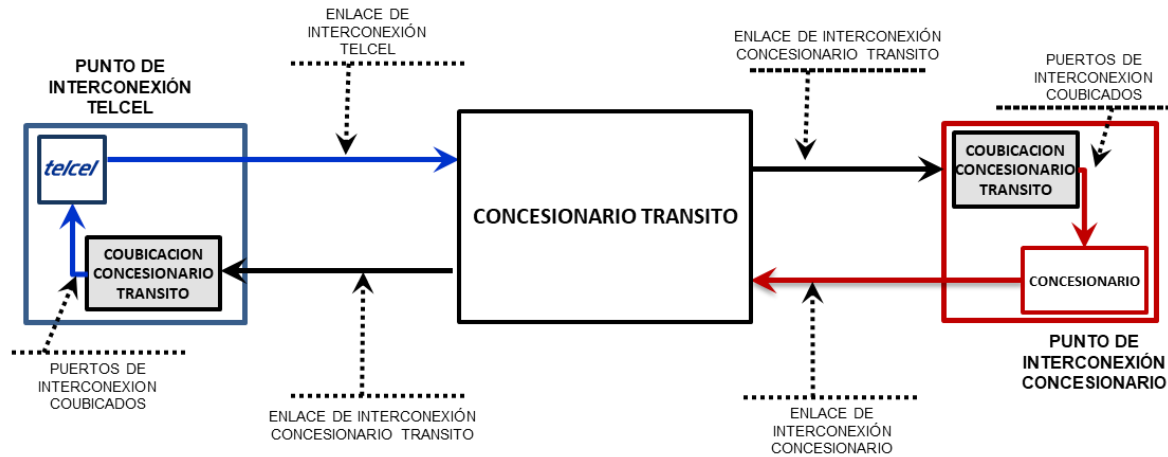 ENLACE DE
INTERCONEXIÓN
TELCEL
ENLACE DE INTERCONEXIÓN
CONCESIONARIO TRANSITO
PUERTOS DE
INTERCONEXION
COUBICADOS
PUNTO DE
INTERCONEXIÓN
TELCEL
telcel
COUBICACION
CONCESIONARIO
TRANSITO
CONCESIONARIO TRANSITO
COUBICACION
CONCESIONARIO
TRANSITO
CONCESIONARIO
PUERTOS DE
INTERCONEXION
COUBICADOS
ENLACE DE INTERCONEXIÓN
CONCESIONARIO TRANSITO
ENLACE DE
INTERCONEXIÓN
CONCESIONARIO
PUNTO DE
INTERCONEXIÓN
CONCESIONARIO